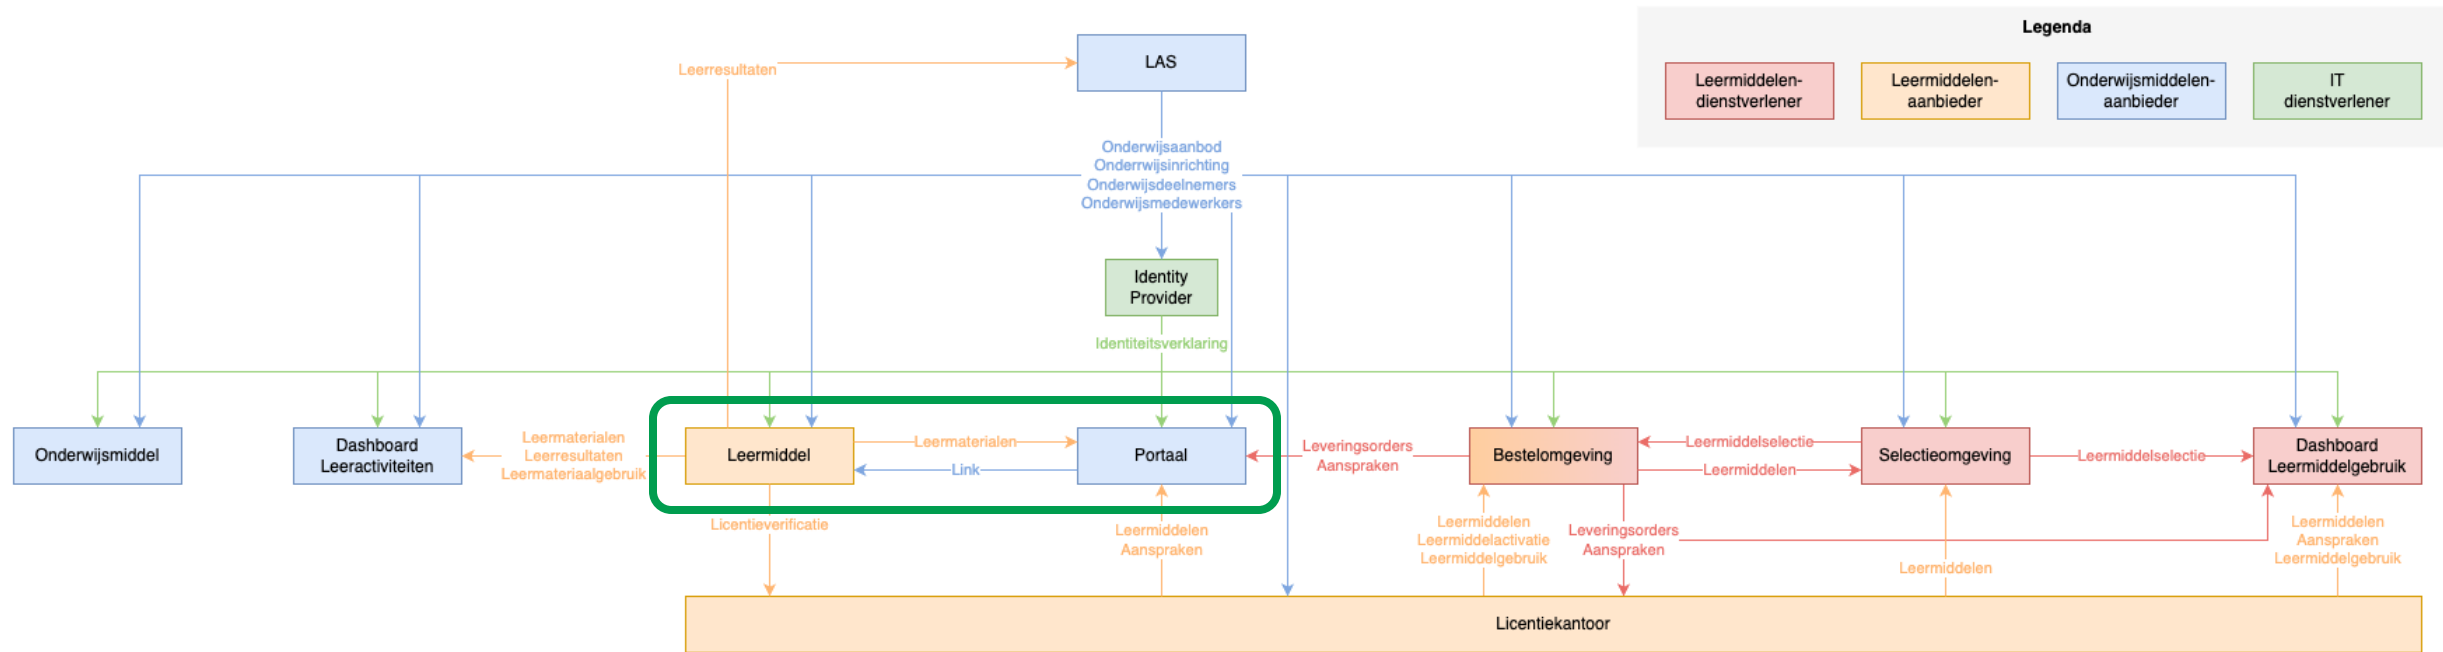 Legenda
Leermiddelen-
dienstverlener
Leermiddelen-
aanbieder
Onderwijsmiddelen-
aanbieder
IT
dienstverlener
LAS
Leerresultaten
Onderwijsaanbod
Onderrwijsinrichting
Onderwijsdeelnemers
Onderwijsmedewerkers
Identity
Provider
Identiteitsverklaring
Onderwijsmiddel
Dashboard
Leeractiviteiten
Leermaterialen
Leerresultaten
Leermateriaalgebruik
Leermiddel
Leermaterialen
Link
Portaal
Leveringsorders
Aanspraken
Bestelomgeving
Leermiddelselectie
Leermiddelen
Selectieomgeving
Leermiddelselectie
Dashboard
Leermiddelgebruik
Licentieverificatie
Leermiddelen
Aanspraken
Leermiddelen
Leermiddelactivatie
Leermiddelgebruik
Leveringsorders
Aanspraken
Leermiddelen
Leermiddelen
Aanspraken
Leermiddelgebruik
Licentiekantoor